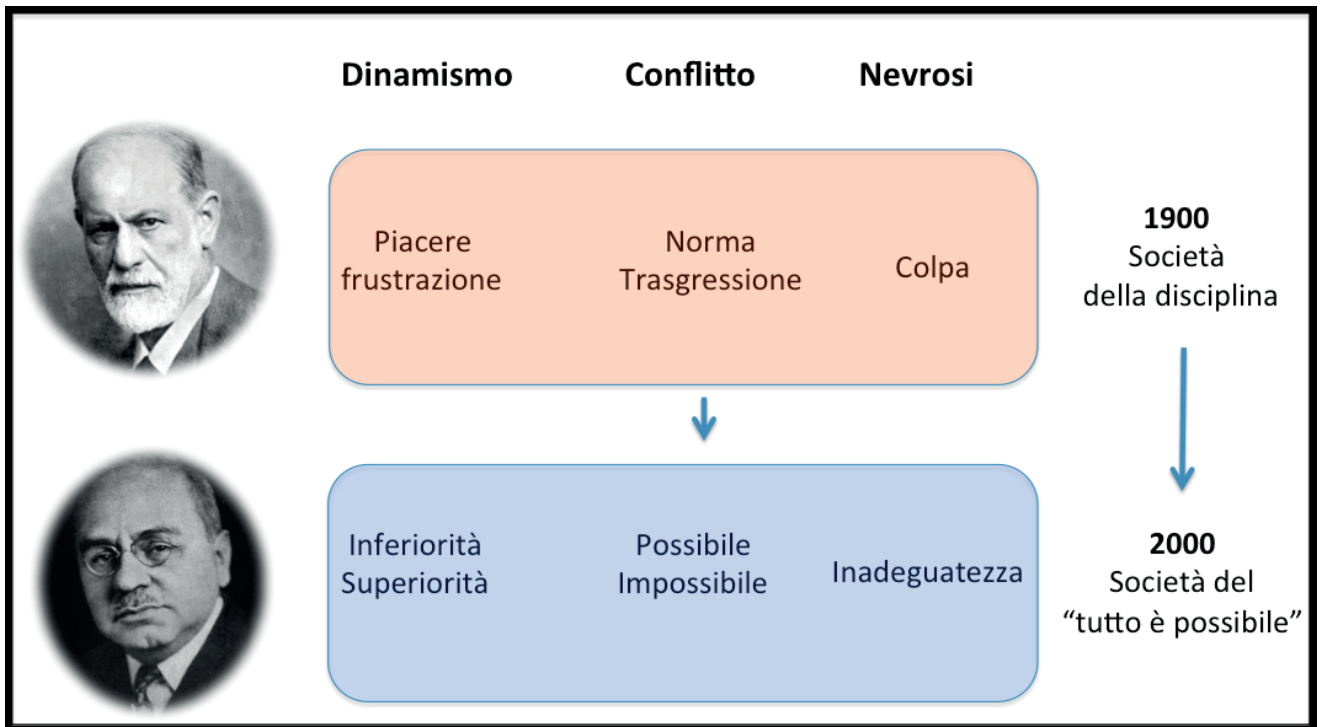 Dinamismo Conflitto Nevrosi
Piacere
frustrazione
Norma
Trasgressione
Colpa
1900
Società
della disciplina
Inferiorità
Superiorità
Possibile
Impossibile
Inadeguatezza
2000
Società del
“tutto è possibile”